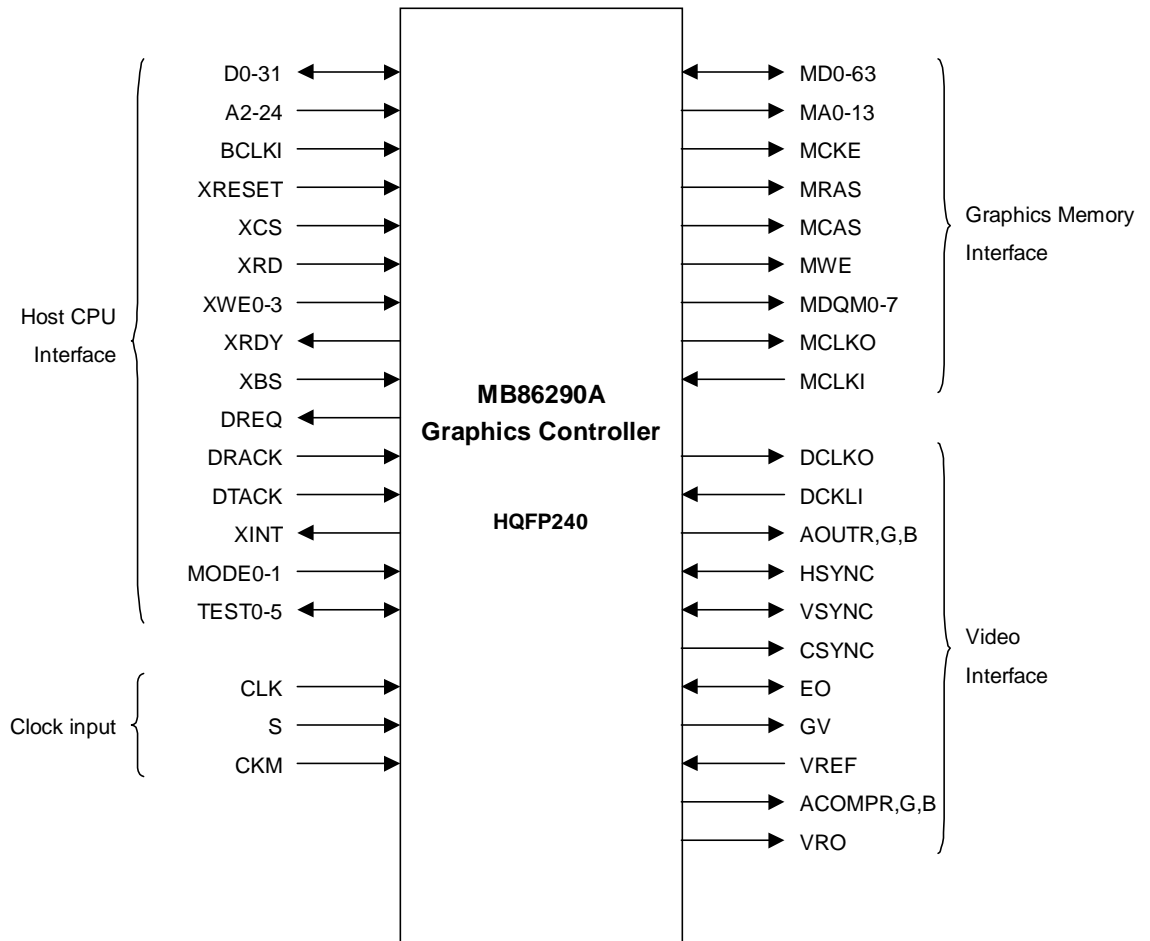 D0-31
A2-24
BCLKI
XRESET
XCS
XRD
XWE0-3
XRDY
XBS
DREQ
DRACK
DTACK
XINT
MODE0-1
TEST0-5
Host CPU
Interface
CLK
S
CKM
Clock input
MB86290A
Graphics Controller
HQFP240
MD0-63
MA0-13
MCKE
MRAS
MCAS
MWE
MDQM0-7
MCLKO
MCLKI
Graphics Memory
Interface
DCLKO
DCKLI
AOUTR,G,B
HSYNC
VSYNC
CSYNC
EO
GV
VREF
ACOMPR,G,B
VRO
Video
Interface